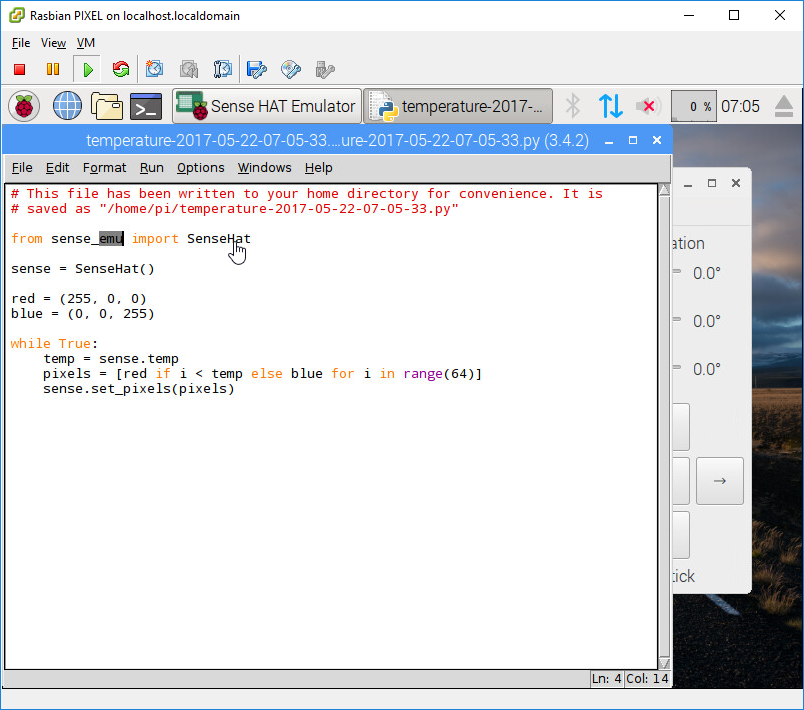 Rasbian PIXEL on localhost.localdomain
File View VM
Sense HAT Emulator
temperature-2017-...
0 %
07:05
temperature-2017-05-22-07-05-33....ure-2017-05-22-07-05-33.py (3.4.2)
File Edit Format Run Options Windows Help
# This file has been written to your home directory for convenience. It is
# saved as "/home/pi/temperature-2017-05-22-07-05-33.py"
from sense_emu import SenseHat
sense = SenseHat()
red = (255, 0, 0)
blue = (0, 0, 255)
while True:
    temp = sense.temp
    pixels = [red if i < temp else blue for i in range(64)]
    sense.set_pixels(pixels)
ation
0.0°
0.0°
0.0°
→
tick
Ln: 4 Col: 14